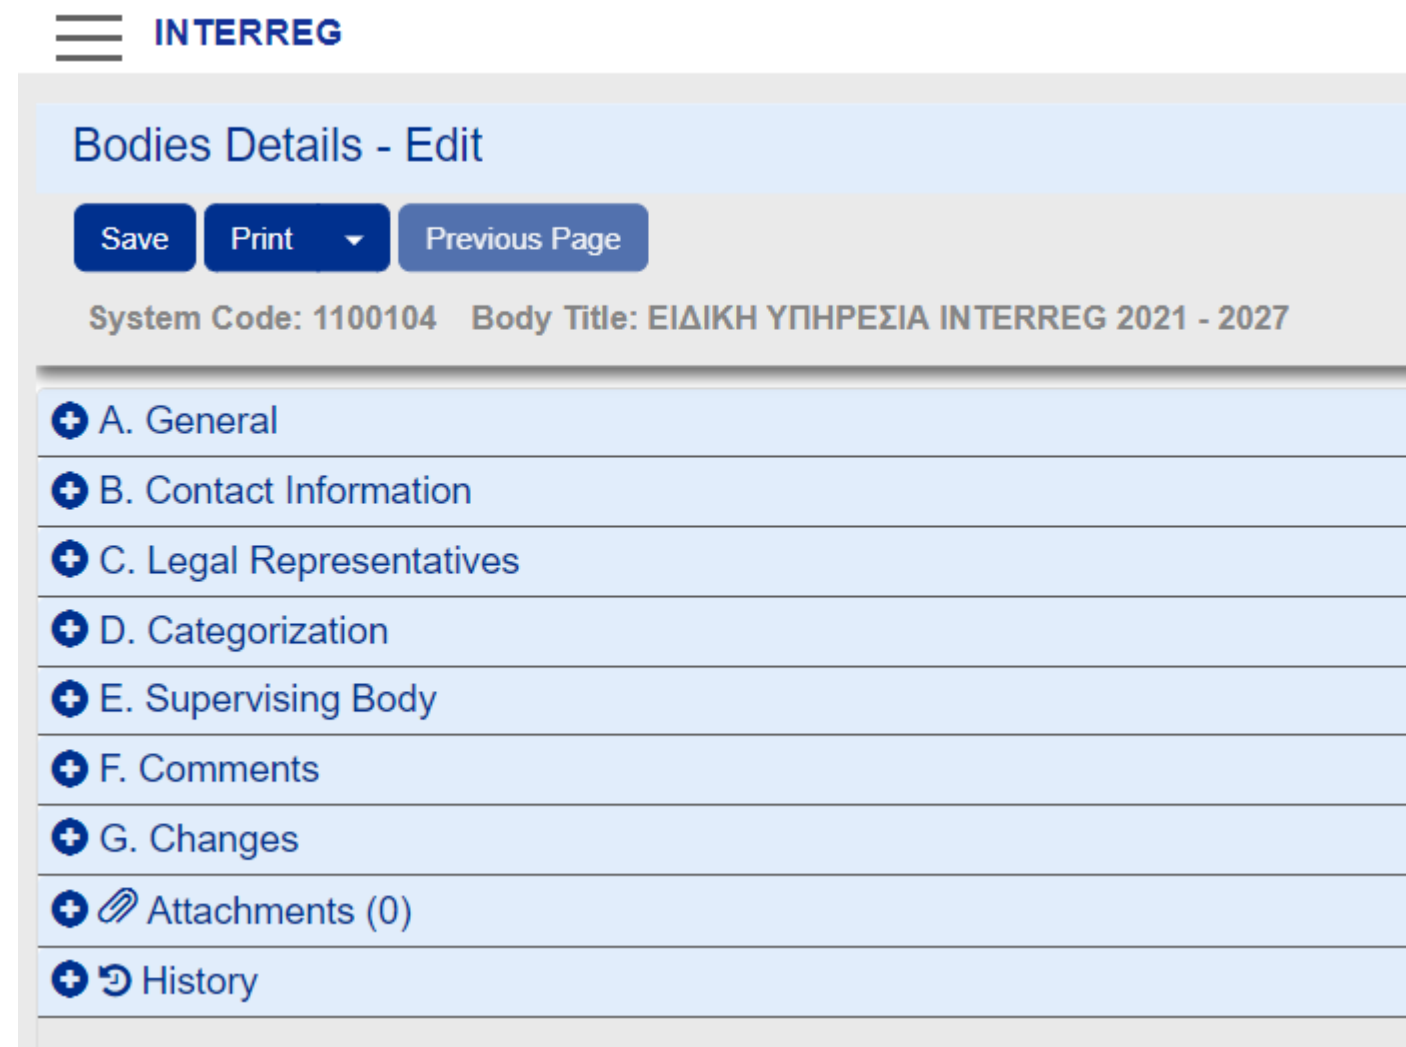 INTERREG
Bodies Details - Edit
Save Print Previous Page
System Code: 1100104 Body Title: ΕΙΔΙΚΗ ΥΠΗΡΕΣΙΑ INTERREG 2021 - 2027
A. General
B. Contact Information
C. Legal Representatives
D. Categorization
E. Supervising Body
F. Comments
G. Changes
Attachments (0)
History